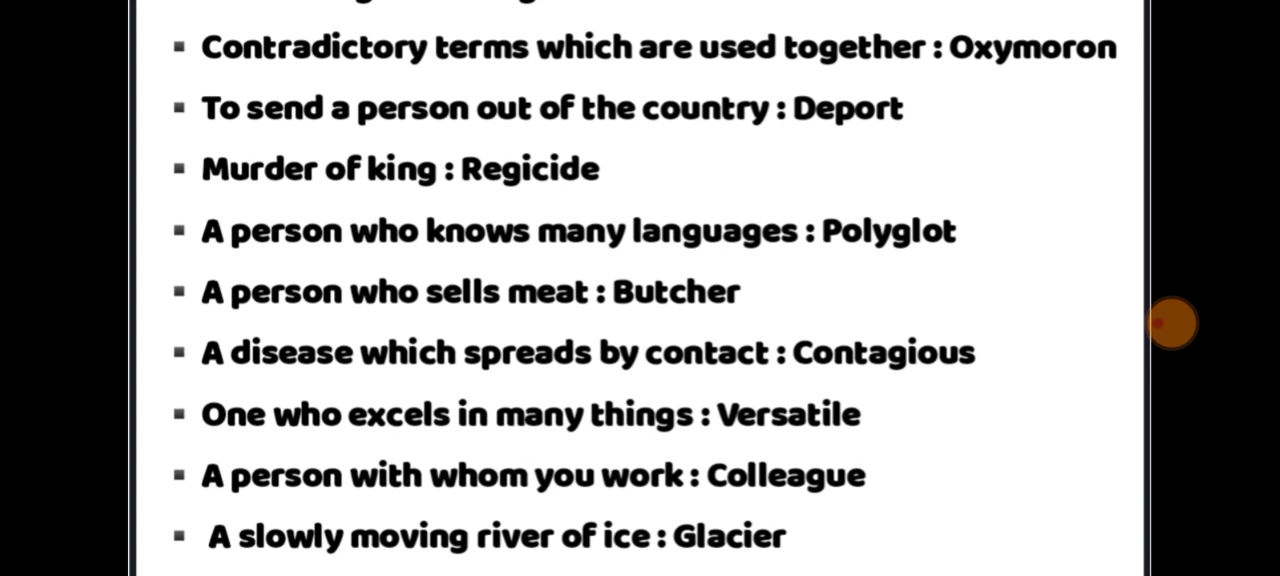 ▪ Contradictory terms which are used together : Oxymoron
▪ To send a person out of the country : Deport
▪ Murder of king : Regicide
▪ A person who knows many languages : Polyglot
▪ A person who sells meat : Butcher
▪ A disease which spreads by contact : Contagious
▪ One who excels in many things : Versatile
▪ A person with whom you work : Colleague
▪ A slowly moving river of ice : Glacier